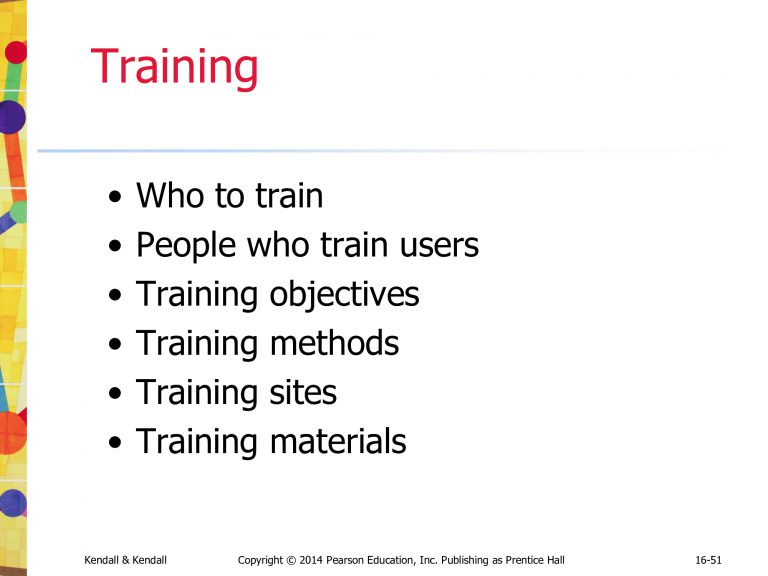 Training
• Who to train
• People who train users
• Training objectives
• Training methods
• Training sites
• Training materials
Kendall & Kendall Copyright © 2014 Pearson Education, Inc. Publishing as Prentice Hall 16-51